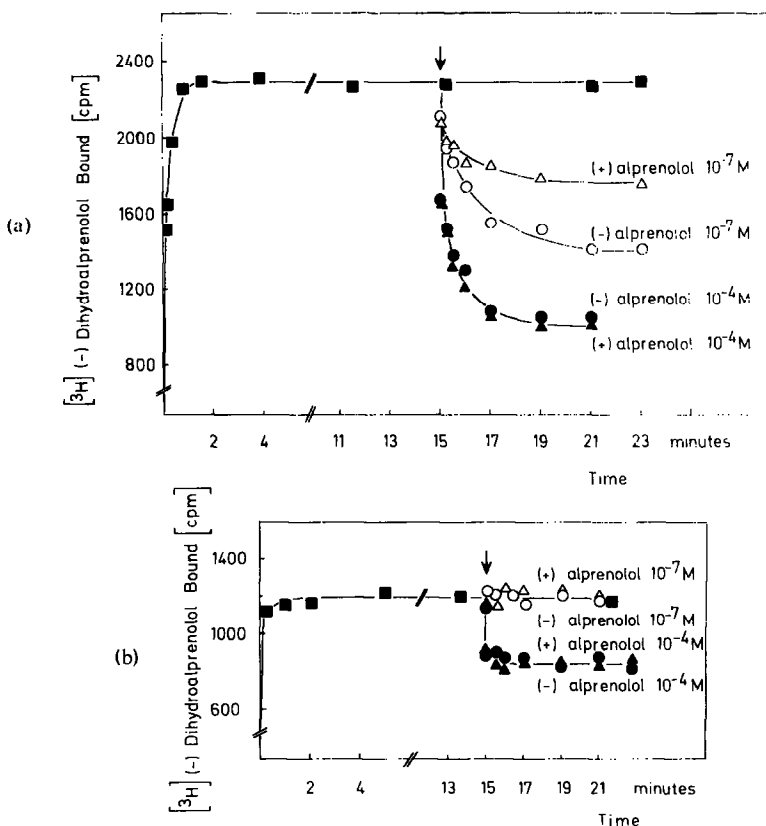 (a)
[³H] (-) Dihydroalprenolol Bound [cpm]
2400
2000
1600
1200
800
(+) alprenolol 10⁻⁷ M
(-) alprenolol 10⁻⁷ M
(-) alprenolol 10⁻⁴ M
(+) alprenolol 10⁻⁴ M
2 4 11 13 15 17 19 21 23 minutes
Time
(b)
[³H] (-) Dihydroalprenolol Bound [cpm]
1400
1000
600
(+) alprenolol 10⁻⁷ M
(-) alprenolol 10⁻⁷ M
(+) alprenolol 10⁻⁴ M
(-) alprenolol 10⁻⁴ M
2 4 13 15 17 19 21 minutes
Time